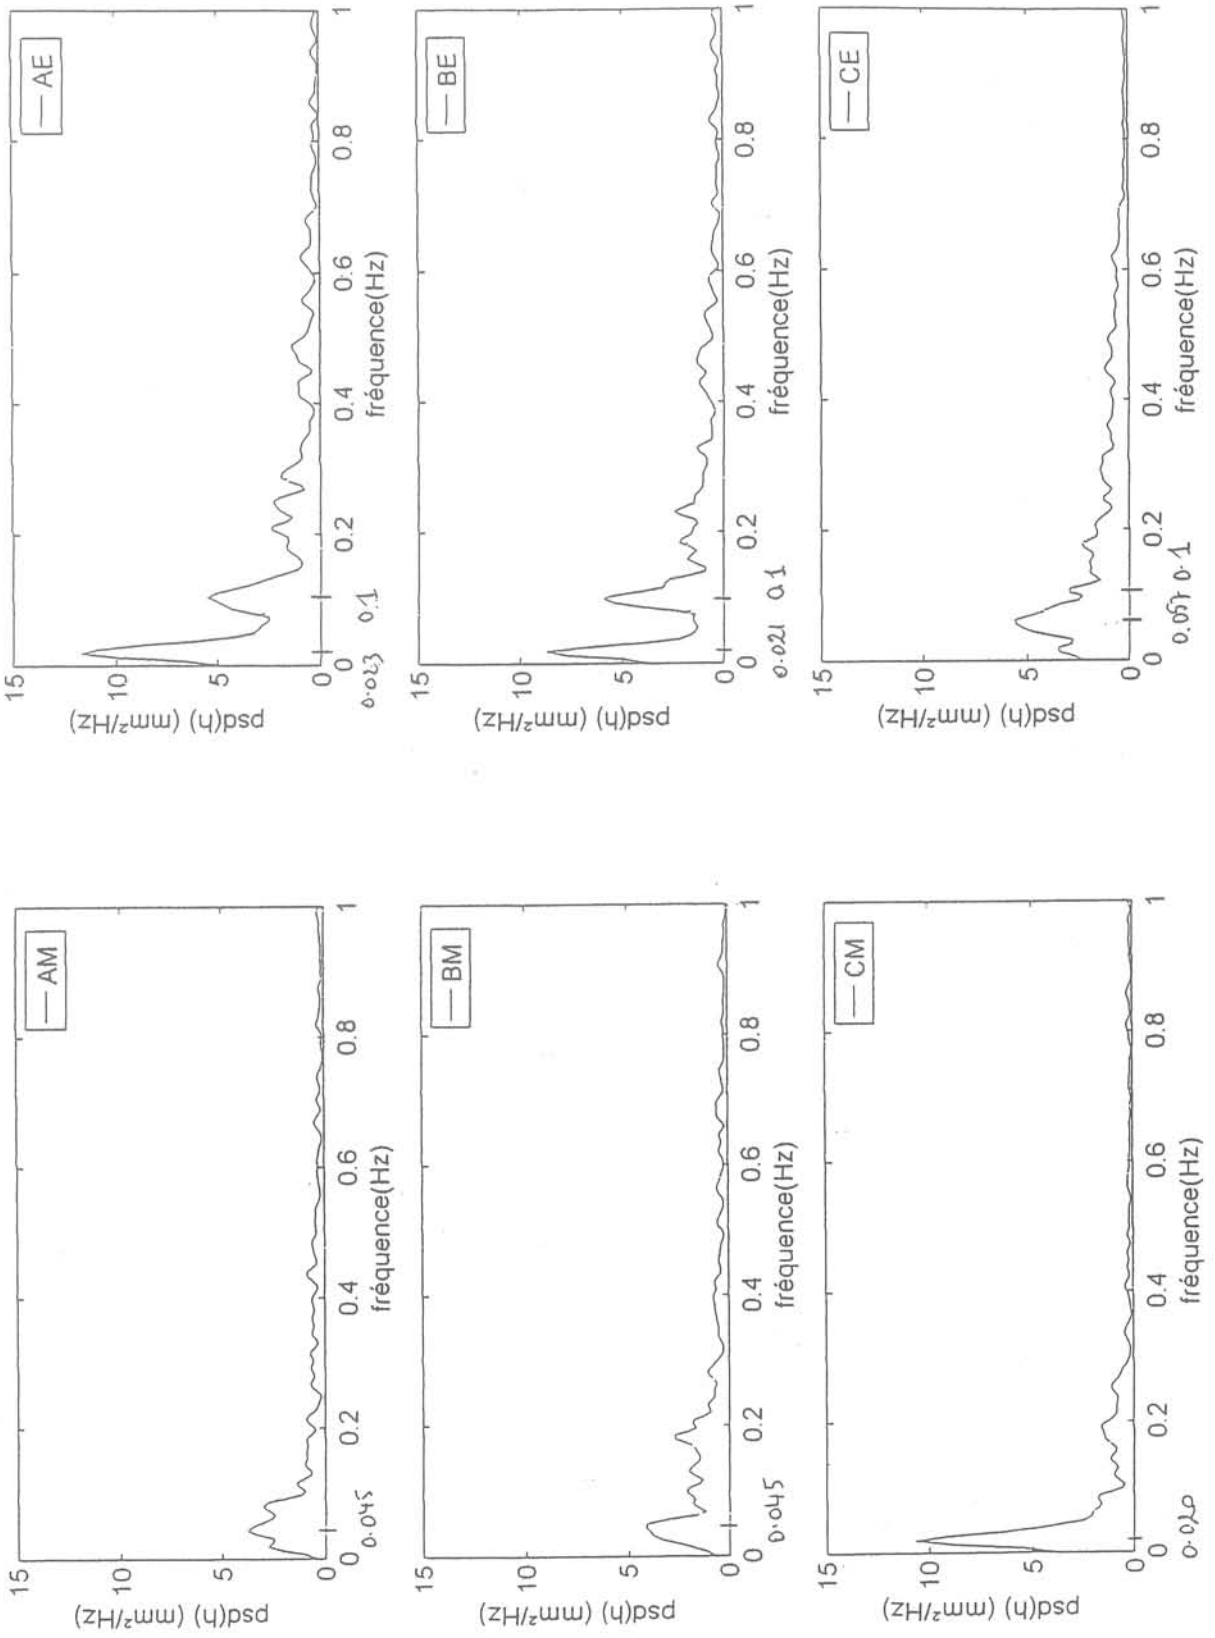 psd(h) (mm²/Hz)
15
10
5
0
— AM
0 0.2 0.4 0.6 0.8 1
0.045
fréquence(Hz)
psd(h) (mm²/Hz)
15
10
5
0
— AE
0 0.2 0.4 0.6 0.8 1
0.023 0.1
fréquence(Hz)
psd(h) (mm²/Hz)
15
10
5
0
— BM
0 0.2 0.4 0.6 0.8 1
0.045
fréquence(Hz)
psd(h) (mm²/Hz)
15
10
5
0
— BE
0 0.2 0.4 0.6 0.8 1
0.021 0.1
fréquence(Hz)
psd(h) (mm²/Hz)
15
10
5
0
— CM
0 0.2 0.4 0.6 0.8 1
0.020
fréquence(Hz)
psd(h) (mm²/Hz)
15
10
5
0
— CE
0 0.2 0.4 0.6 0.8 1
0.057 0.1
fréquence(Hz)